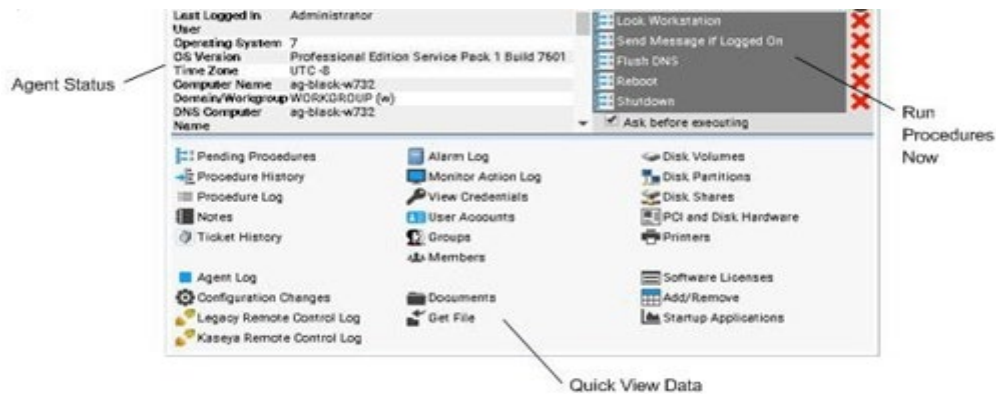 Last Logged In Administrator
User
Operating System 7
OS Version Professional Edition Service Pack 1 Build 7601
Time Zone UTC -8
Computer Name ag-black-w732
Domain/Workgroup WORKGROUP (w)
DNS Computer ag-black-w732
Name
Lock Workstation
Send Message if Logged On
Flush DNS
Reboot
Shutdown
Ask before executing
Agent Status
Run
Procedures
Now
Pending Procedures
Procedure History
Procedure Log
Notes
Ticket History
Agent Log
Configuration Changes
Legacy Remote Control Log
Kaseya Remote Control Log
Alarm Log
Monitor Action Log
View Credentials
User Accounts
Groups
Members
Documents
Get File
Disk Volumes
Disk Partitions
Disk Shares
PCI and Disk Hardware
Printers
Software Licenses
Add/Remove
Startup Applications
Quick View Data